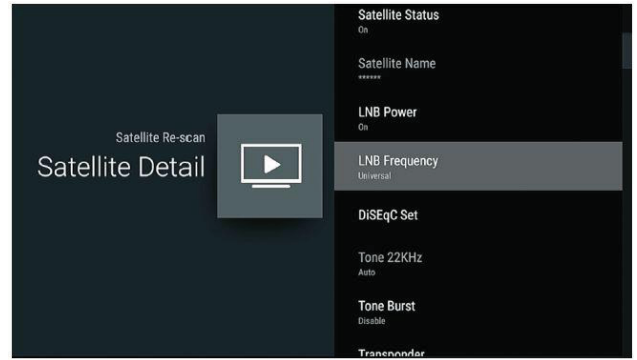 Satellite Re-scan
Satellite Detail
Satellite Status
On
Satellite Name
******
LNB Power
On
LNB Frequency
Universal
DiSEqC Set
Tone 22KHz
Auto
Tone Burst
Disable
Transponder